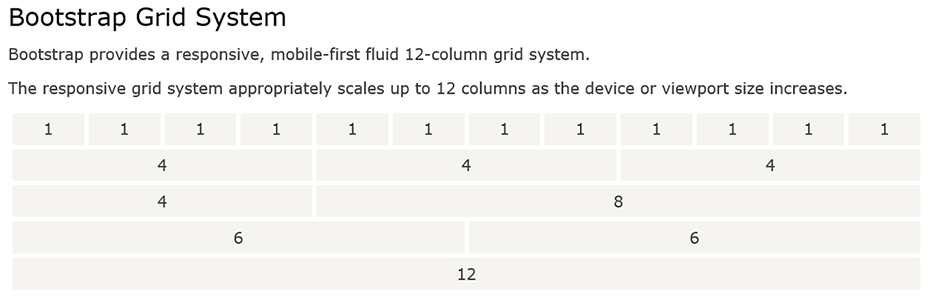 Bootstrap Grid System
Bootstrap provides a responsive, mobile-first fluid 12-column grid system.
The responsive grid system appropriately scales up to 12 columns as the device or viewport size increases.
1 1 1 1 1 1 1 1 1 1 1 1
4 4 4
4 8
6 6
12